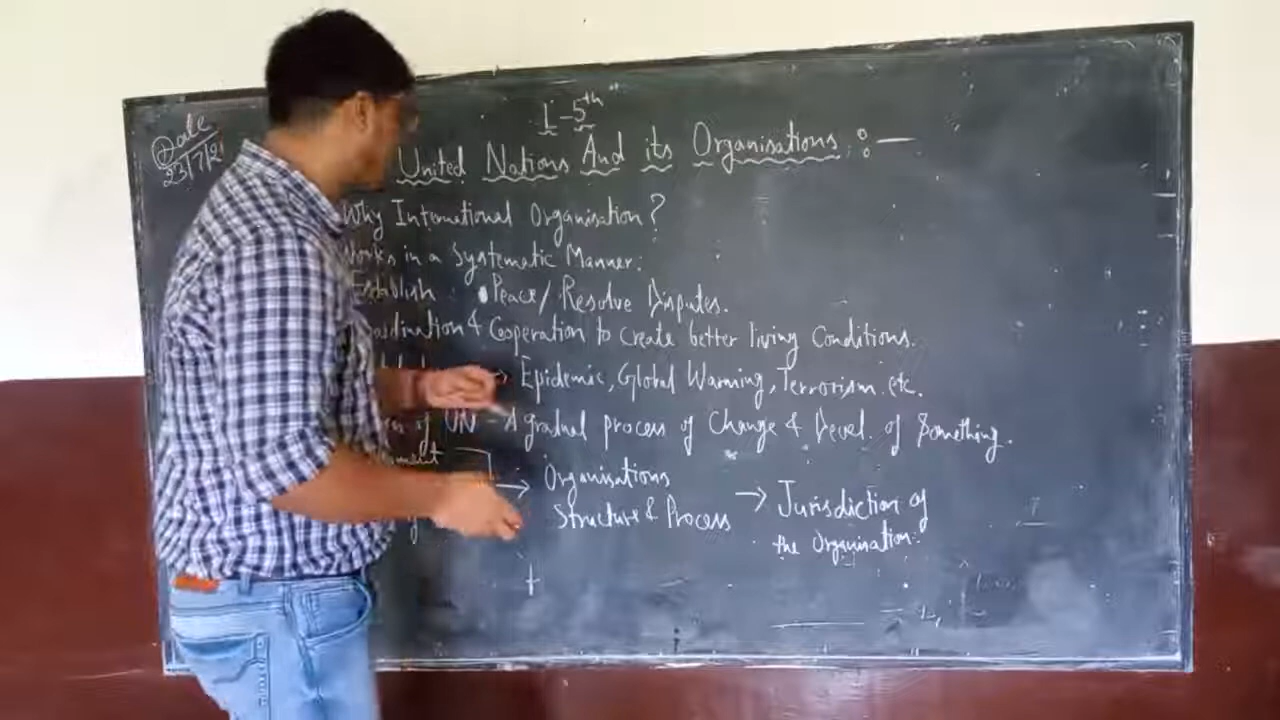 Date
23/7/2
L-5th
United Nations And its Organisations :-
Why International Organisation?
Works in a Systematic Manner:
Establish Peace/ Resolve Disputes.
& Cooperation to create better living Conditions.
→ Epidemic, Global Warming, Terrorism etc.
of UN - A gradual process of Change & Devel. of Something.
→ Organisations
Structure & Process → Jurisdiction of
the Organisation.